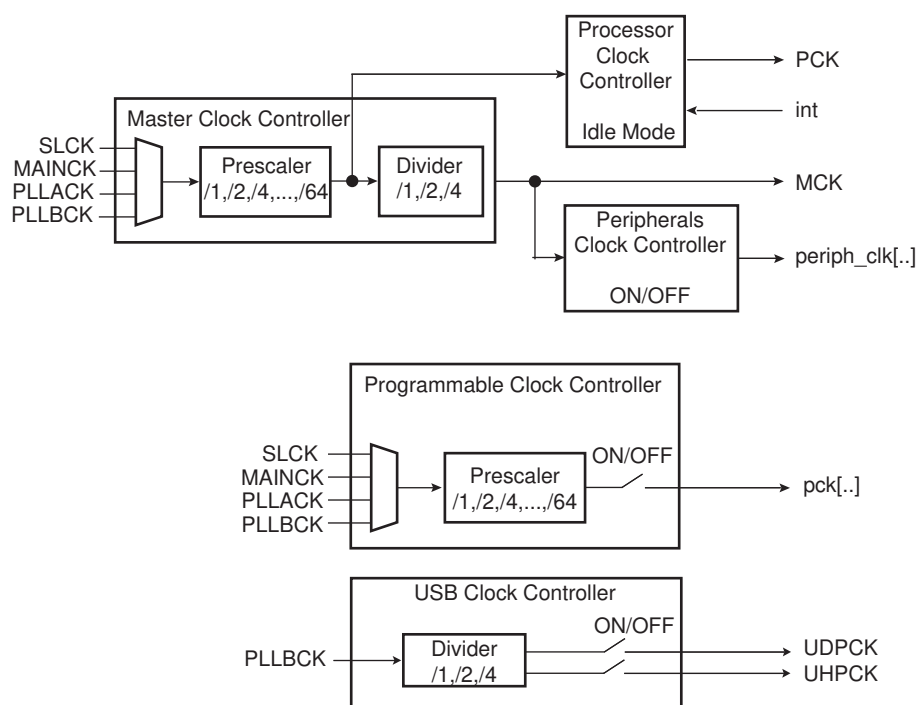 Processor
Clock
Controller
Idle Mode
PCK
int
Master Clock Controller
SLCK
MAINCK
PLLACK
PLLBCK
Prescaler
/1,/2,/4,...,/64
Divider
/1,/2,/4
MCK
Peripherals
Clock Controller
ON/OFF
periph_clk[..]
Programmable Clock Controller
SLCK
MAINCK
PLLACK
PLLBCK
Prescaler
/1,/2,/4,...,/64
ON/OFF
pck[..]
USB Clock Controller
ON/OFF
PLLBCK
Divider
/1,/2,/4
UDPCK
UHPCK